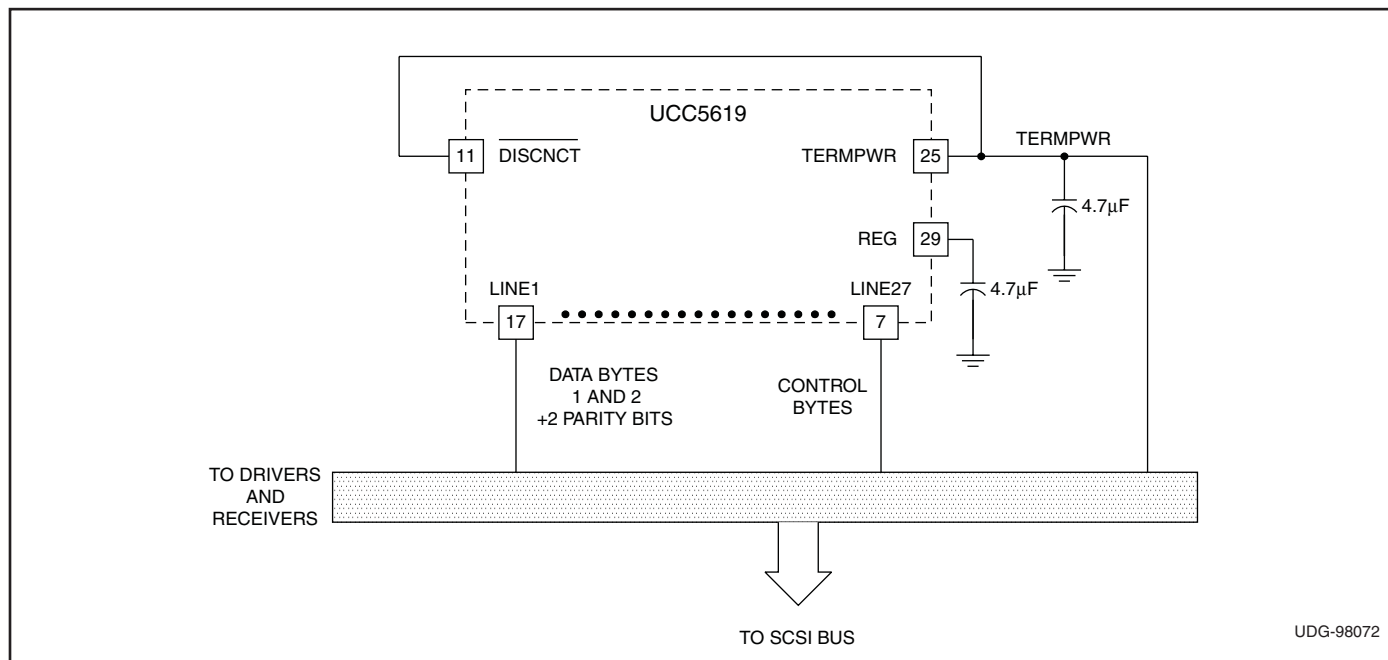 UCC5619
11
DISCNCT
TERMPWR
25
TERMPWR
4.7µF
REG
29
4.7µF
LINE1
LINE27
17
7
DATA BYTES
1 AND 2
+2 PARITY BITS
CONTROL
BYTES
TO DRIVERS
AND
RECEIVERS
TO SCSI BUS
UDG-98072